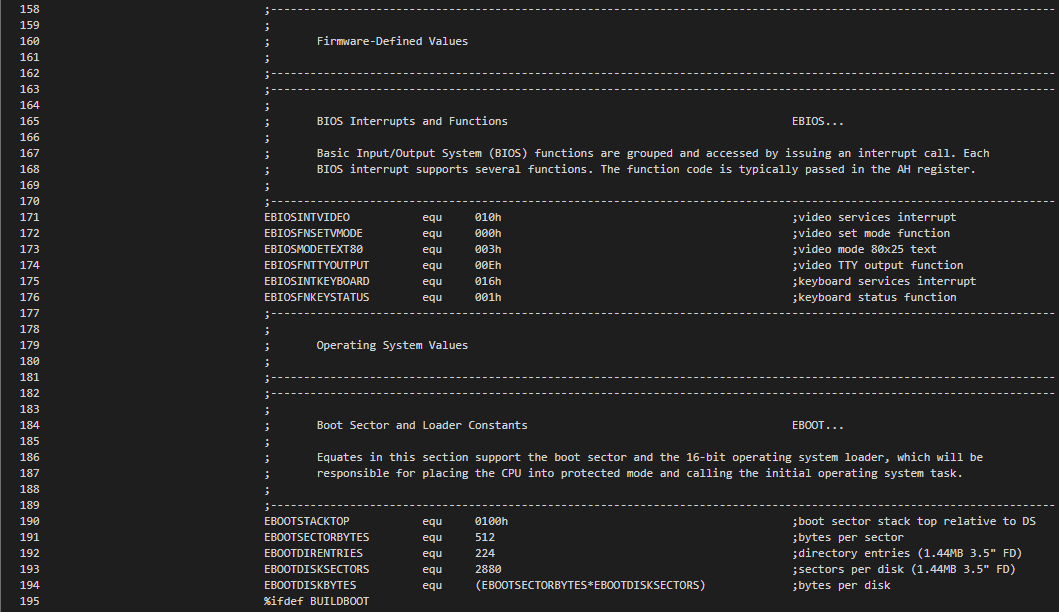 158 ;----------------------------------------------------------------------------------------------------------------------
159 ;
160 ;       Firmware-Defined Values
161 ;
162 ;----------------------------------------------------------------------------------------------------------------------
163 ;----------------------------------------------------------------------------------------------------------------------
164 ;
165 ;       BIOS Interrupts and Functions                                           EBIOS...
166 ;
167 ;       Basic Input/Output System (BIOS) functions are grouped and accessed by issuing an interrupt call. Each
168 ;       BIOS interrupt supports several functions. The function code is typically passed in the AH register.
169 ;
170 ;----------------------------------------------------------------------------------------------------------------------
171 EBIOSINTVIDEO           equ     010h                                            ;video services interrupt
172 EBIOSFNSETVMODE         equ     000h                                            ;video set mode function
173 EBIOSMODETEXT80         equ     003h                                            ;video mode 80x25 text
174 EBIOSFNTTYOUTPUT        equ     00Eh                                            ;video TTY output function
175 EBIOSINTKEYBOARD        equ     016h                                            ;keyboard services interrupt
176 EBIOSFNKEYSTATUS        equ     001h                                            ;keyboard status function
177 ;----------------------------------------------------------------------------------------------------------------------
178 ;
179 ;       Operating System Values
180 ;
181 ;----------------------------------------------------------------------------------------------------------------------
182 ;----------------------------------------------------------------------------------------------------------------------
183 ;
184 ;       Boot Sector and Loader Constants                                        EBOOT...
185 ;
186 ;       Equates in this section support the boot sector and the 16-bit operating system loader, which will be
187 ;       responsible for placing the CPU into protected mode and calling the initial operating system task.
188 ;
189 ;----------------------------------------------------------------------------------------------------------------------
190 EBOOTSTACKTOP           equ     0100h                                           ;boot sector stack top relative to DS
191 EBOOTSECTORBYTES        equ     512                                             ;bytes per sector
192 EBOOTDIRENTRIES         equ     224                                             ;directory entries (1.44MB 3.5" FD)
193 EBOOTDISKSECTORS        equ     2880                                            ;sectors per disk (1.44MB 3.5" FD)
194 EBOOTDISKBYTES          equ     (EBOOTSECTORBYTES*EBOOTDISKSECTORS)             ;bytes per disk
195 %ifdef BUILDBOOT